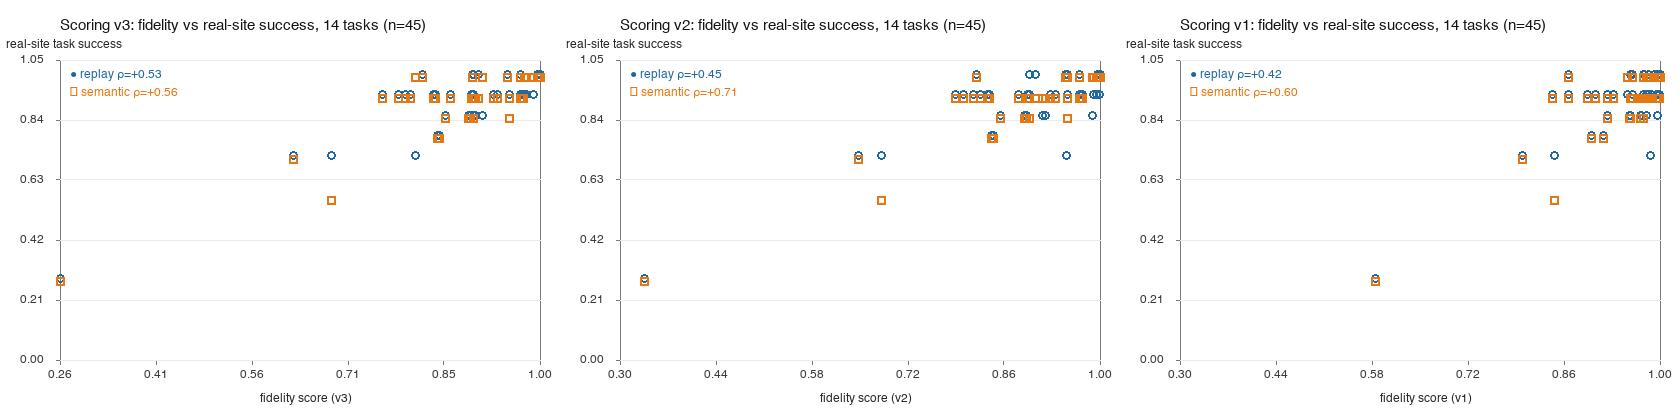 Scoring v3: fidelity vs real-site success, 14 tasks (n=45)
real-site task success
replay ρ=+0.53
semantic ρ=+0.56
1.05
0.84
0.63
0.42
0.21
0.00
0.26 0.41 0.56 0.71 0.85 1.00
fidelity score (v3)
Scoring v2: fidelity vs real-site success, 14 tasks (n=45)
real-site task success
replay ρ=+0.45
semantic ρ=+0.71
1.05
0.84
0.63
0.42
0.21
0.00
0.30 0.44 0.58 0.72 0.86 1.00
fidelity score (v2)
Scoring v1: fidelity vs real-site success, 14 tasks (n=45)
real-site task success
replay ρ=+0.42
semantic ρ=+0.60
1.05
0.84
0.63
0.42
0.21
0.00
0.30 0.44 0.58 0.72 0.86 1.00
fidelity score (v1)